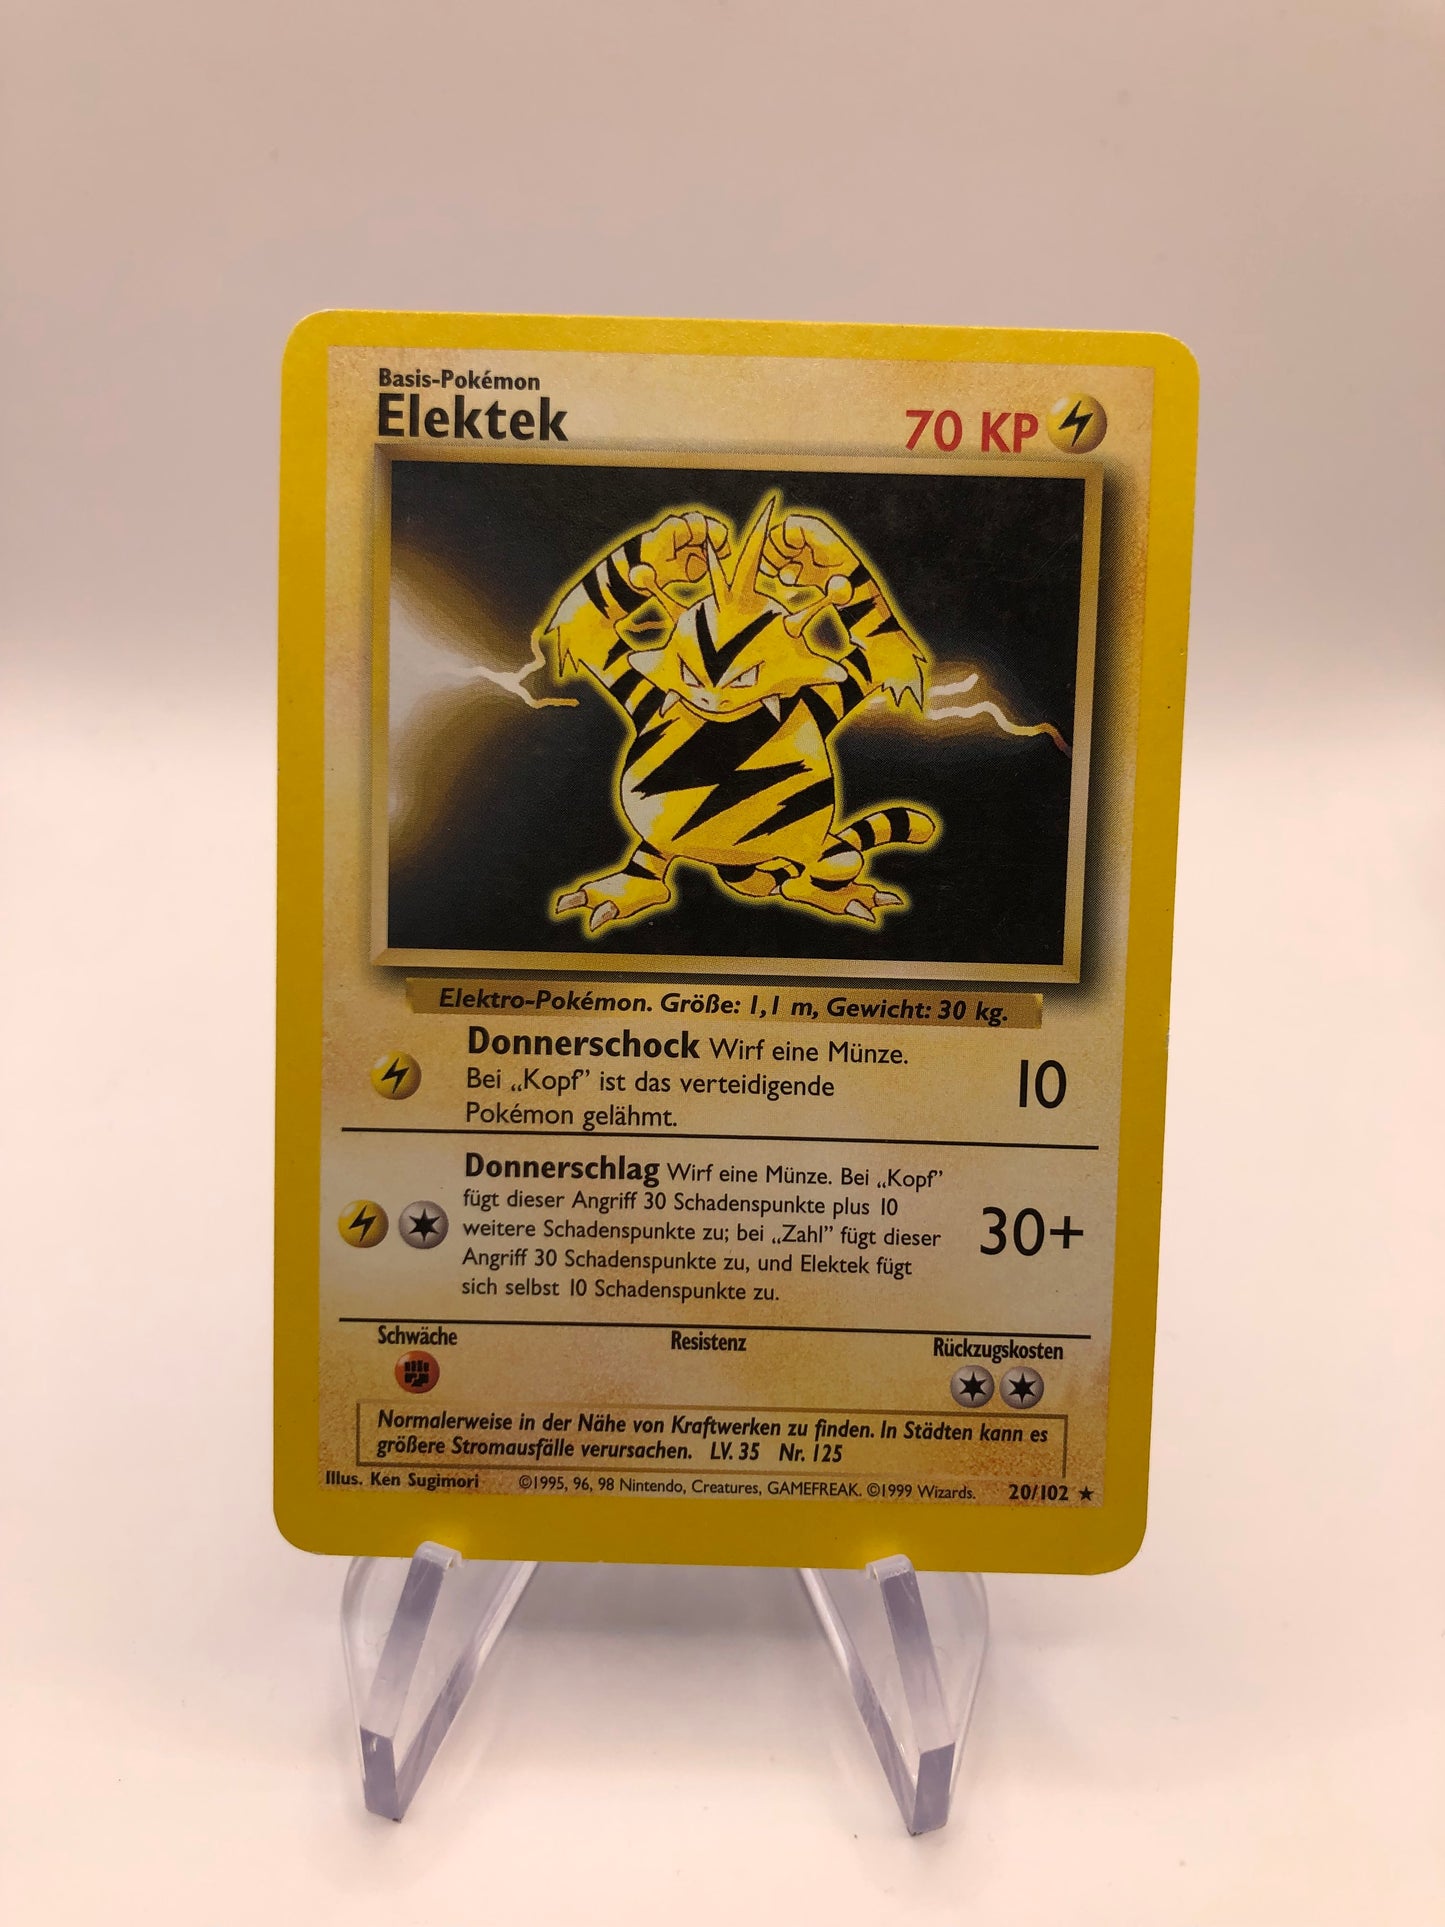 Basis-Pokémon
Elektek
70 KP
Elektro-Pokémon. Größe: 1,1 m, Gewicht: 30 kg.
Donnerschock Wirf eine Münze.
Bei „Kopf” ist das verteidigende
Pokémon gelähmt.
10
Donnerschlag Wirf eine Münze. Bei „Kopf”
fügt dieser Angriff 30 Schadenspunkte plus 10
weitere Schadenspunkte zu; bei „Zahl” fügt dieser
Angriff 30 Schadenspunkte zu, und Elektek fügt
sich selbst 10 Schadenspunkte zu.
30+
Schwäche
Resistenz
Rückzugskosten
Normalerweise in der Nähe von Kraftwerken zu finden. In Städten kann es
größere Stromausfälle verursachen. LV. 35 Nr. 125
Illus. Ken Sugimori ©1995, 96, 98 Nintendo, Creatures, GAMEFREAK. ©1999 Wizards. 20/102 ★